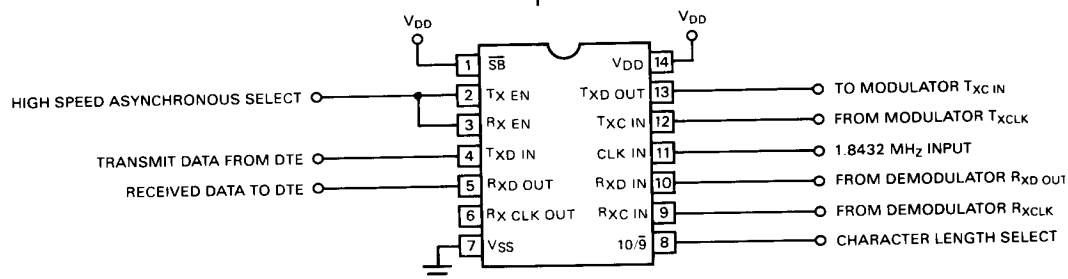 VDD
VDD
1 SB VDD 14
HIGH SPEED ASYNCHRONOUS SELECT 2 TX EN TXD OUT 13 TO MODULATOR TXC IN
3 RX EN TXC IN 12 FROM MODULATOR TXCLK
TRANSMIT DATA FROM DTE 4 TXD IN CLK IN 11 1.8432 MHZ INPUT
RECEIVED DATA TO DTE 5 RXD OUT RXD IN 10 FROM DEMODULATOR RXD OUT
6 RX CLK OUT RXC IN 9 FROM DEMODULATOR RXCLK
7 VSS 10/9 8 CHARACTER LENGTH SELECT